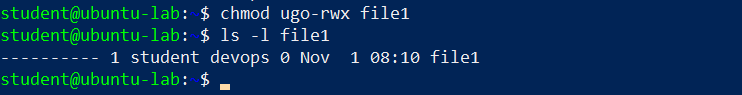 student@ubuntu-lab:~$ chmod ugo-rwx file1
student@ubuntu-lab:~$ ls -l file1
---------- 1 student devops 0 Nov  1 08:10 file1
student@ubuntu-lab:~$